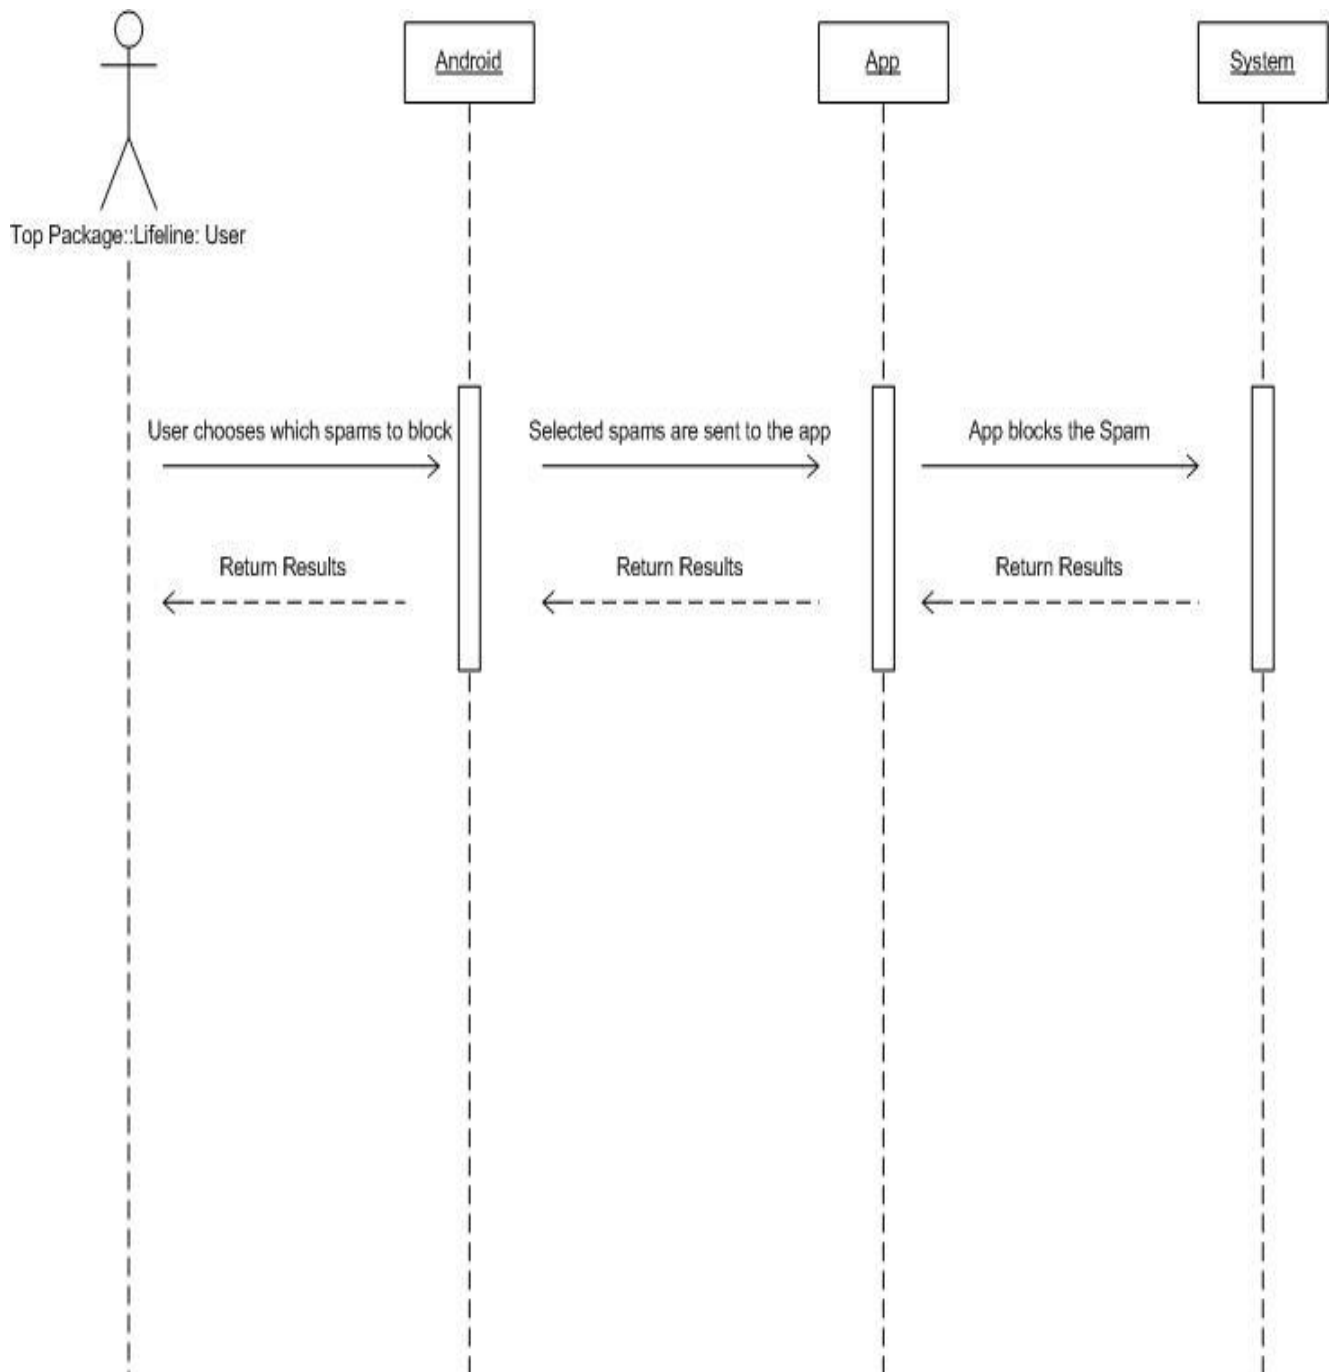 Android
App
System
Top Package::Lifeline: User
User chooses which spams to block
Selected spams are sent to the app
App blocks the Spam
Return Results
Return Results
Return Results